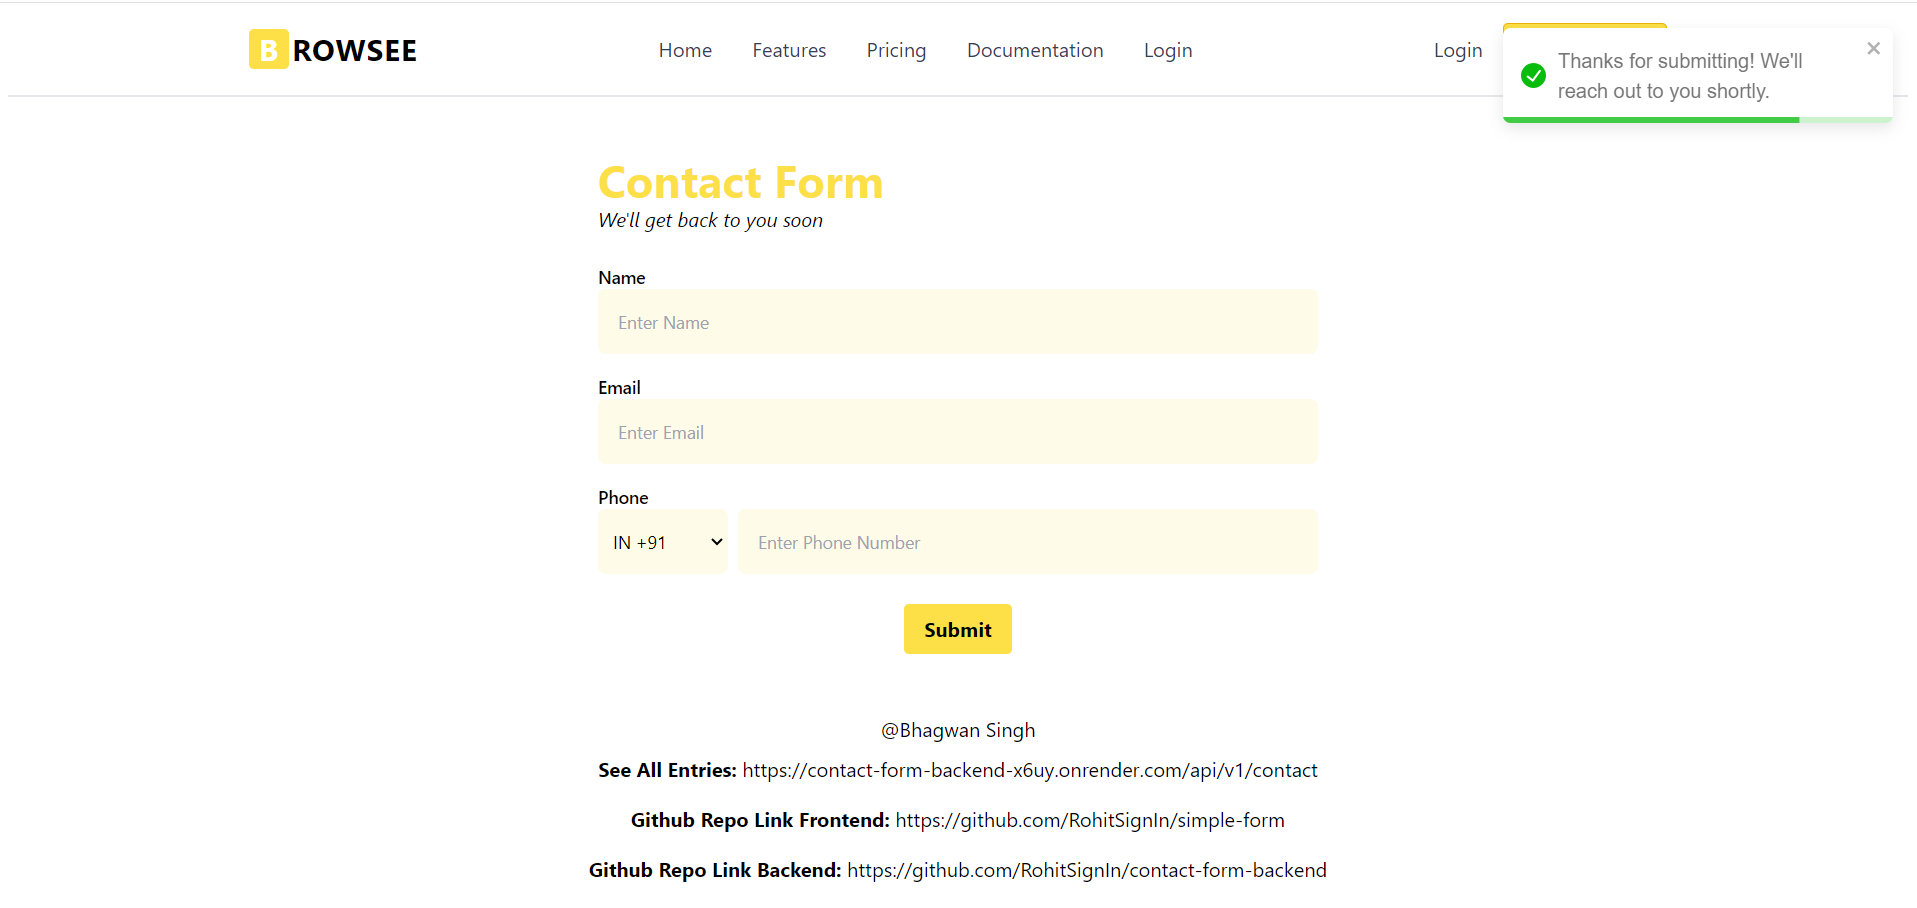 BROWSEE
Home Features Pricing Documentation Login
Login
Thanks for submitting! We'll
reach out to you shortly.
Contact Form
We'll get back to you soon
Name
Enter Name
Email
Enter Email
Phone
IN +91
Enter Phone Number
Submit
@Bhagwan Singh
See All Entries: https://contact-form-backend-x6uy.onrender.com/api/v1/contact
Github Repo Link Frontend: https://github.com/RohitSignIn/simple-form
Github Repo Link Backend: https://github.com/RohitSignIn/contact-form-backend